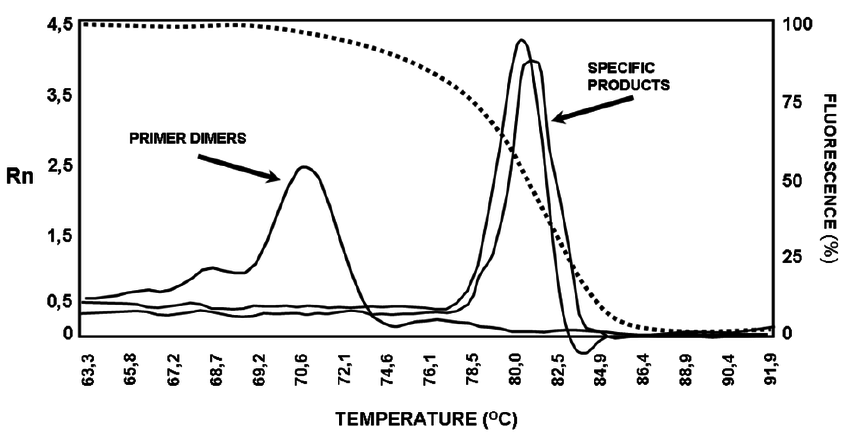 4,5
3,5
2,5
1,5
0,5
0
Rn
PRIMER DIMERS
SPECIFIC
PRODUCTS
100
75
50
25
0
FLUORESCENCE (%)
63,3 65,8 67,2 68,7 69,2 70,6 72,1 74,6 76,1 78,5 80,0 82,5 84,9 86,4 88,9 90,4 91,9
TEMPERATURE (ºC)